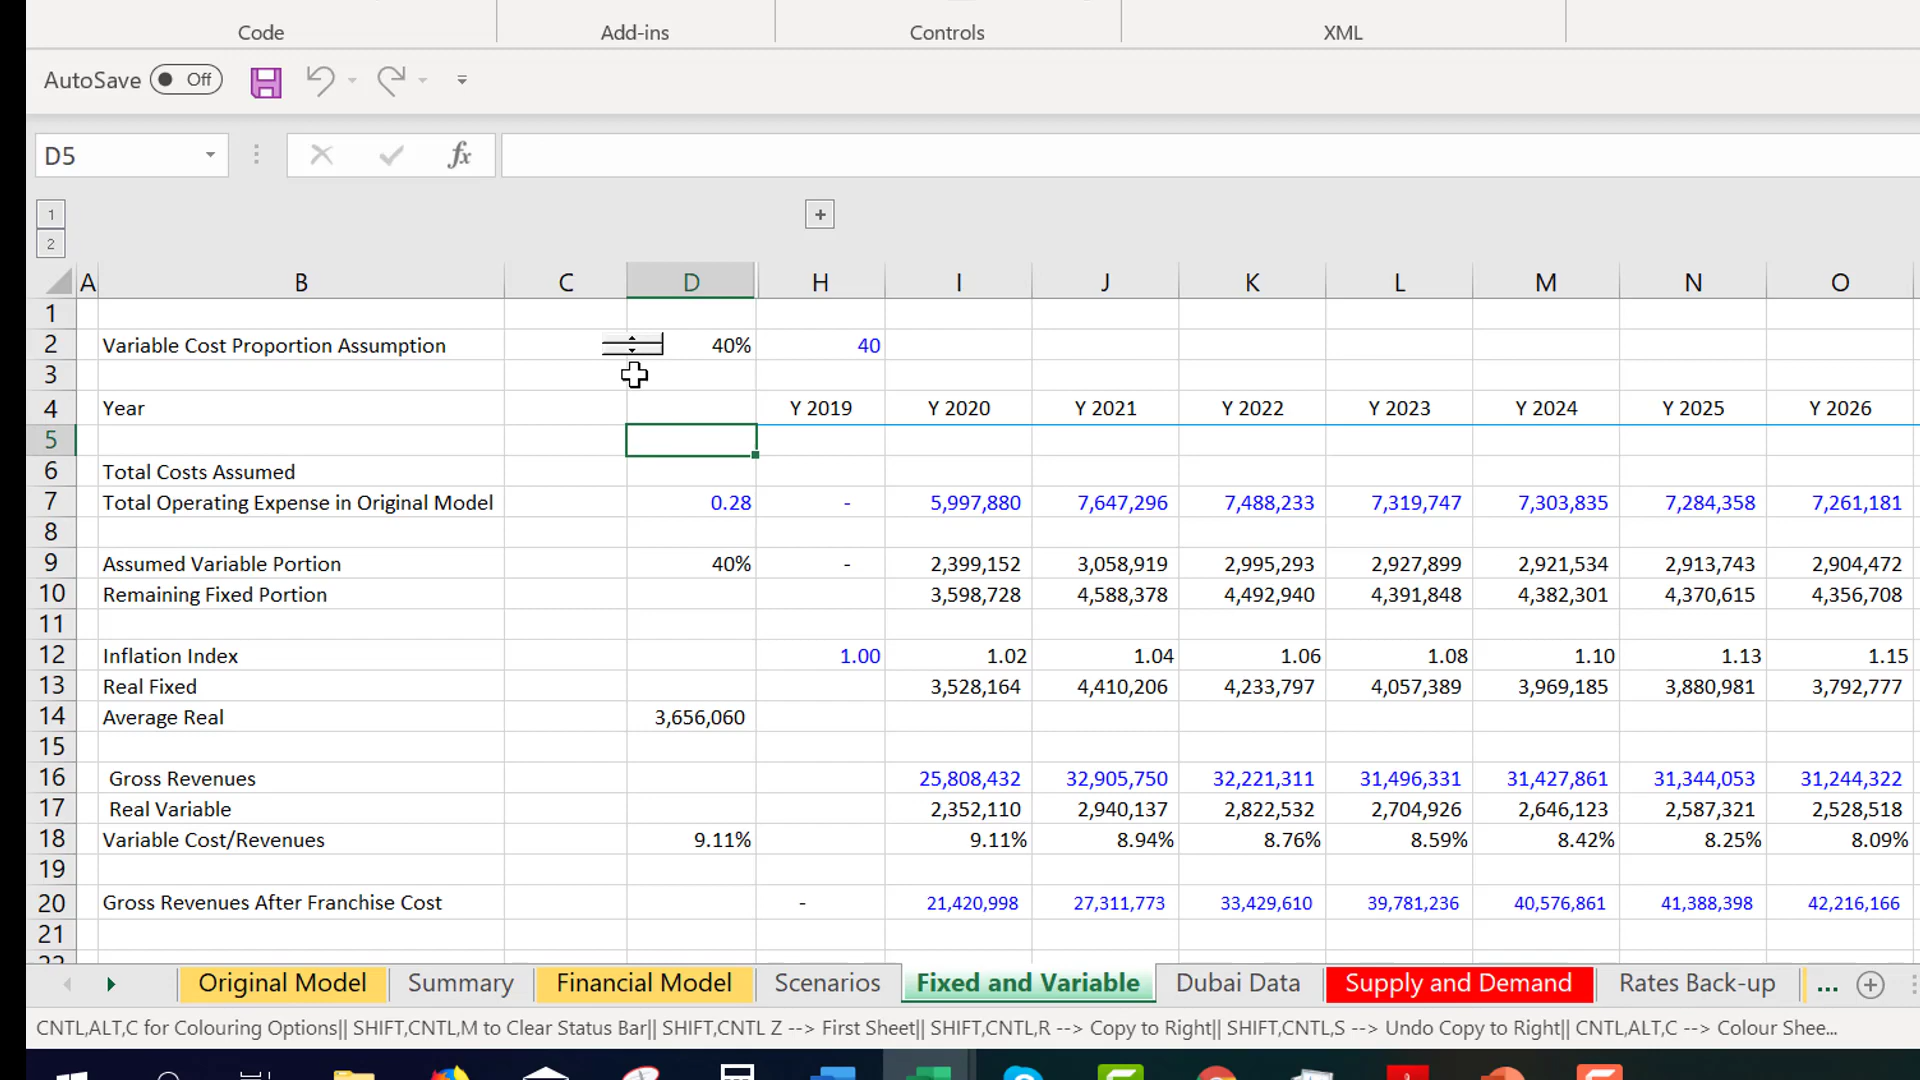 Code Add-ins Controls XML
AutoSave Off
D5 fx
1
2
+
A B C D H I J K L M N O
1
2 Variable Cost Proportion Assumption 40% 40
3
4 Year Y 2019 Y 2020 Y 2021 Y 2022 Y 2023 Y 2024 Y 2025 Y 2026
5
6 Total Costs Assumed
7 Total Operating Expense in Original Model 0.28 - 5,997,880 7,647,296 7,488,233 7,319,747 7,303,835 7,284,358 7,261,181
8
9 Assumed Variable Portion 40% - 2,399,152 3,058,919 2,995,293 2,927,899 2,921,534 2,913,743 2,904,472
10 Remaining Fixed Portion 3,598,728 4,588,378 4,492,940 4,391,848 4,382,301 4,370,615 4,356,708
11
12 Inflation Index 1.00 1.02 1.04 1.06 1.08 1.10 1.13 1.15
13 Real Fixed 3,528,164 4,410,206 4,233,797 4,057,389 3,969,185 3,880,981 3,792,777
14 Average Real 3,656,060
15
16 Gross Revenues 25,808,432 32,905,750 32,221,311 31,496,331 31,427,861 31,344,053 31,244,322
17 Real Variable 2,352,110 2,940,137 2,822,532 2,704,926 2,646,123 2,587,321 2,528,518
18 Variable Cost/Revenues 9.11% 9.11% 8.94% 8.76% 8.59% 8.42% 8.25% 8.09%
19
20 Gross Revenues After Franchise Cost - 21,420,998 27,311,773 33,429,610 39,781,236 40,576,861 41,388,398 42,216,166
21
22
Original Model Summary Financial Model Scenarios Fixed and Variable Dubai Data Supply and Demand Rates Back-up ...
CNTL,ALT,C for Colouring Options|| SHIFT,CNTL,M to Clear Status Bar|| SHIFT,CNTL Z --> First Sheet|| SHIFT,CNTL,R --> Copy to Right|| SHIFT,CNTL,S --> Undo Copy to Right|| CNTL,ALT,C --> Colour Shee...